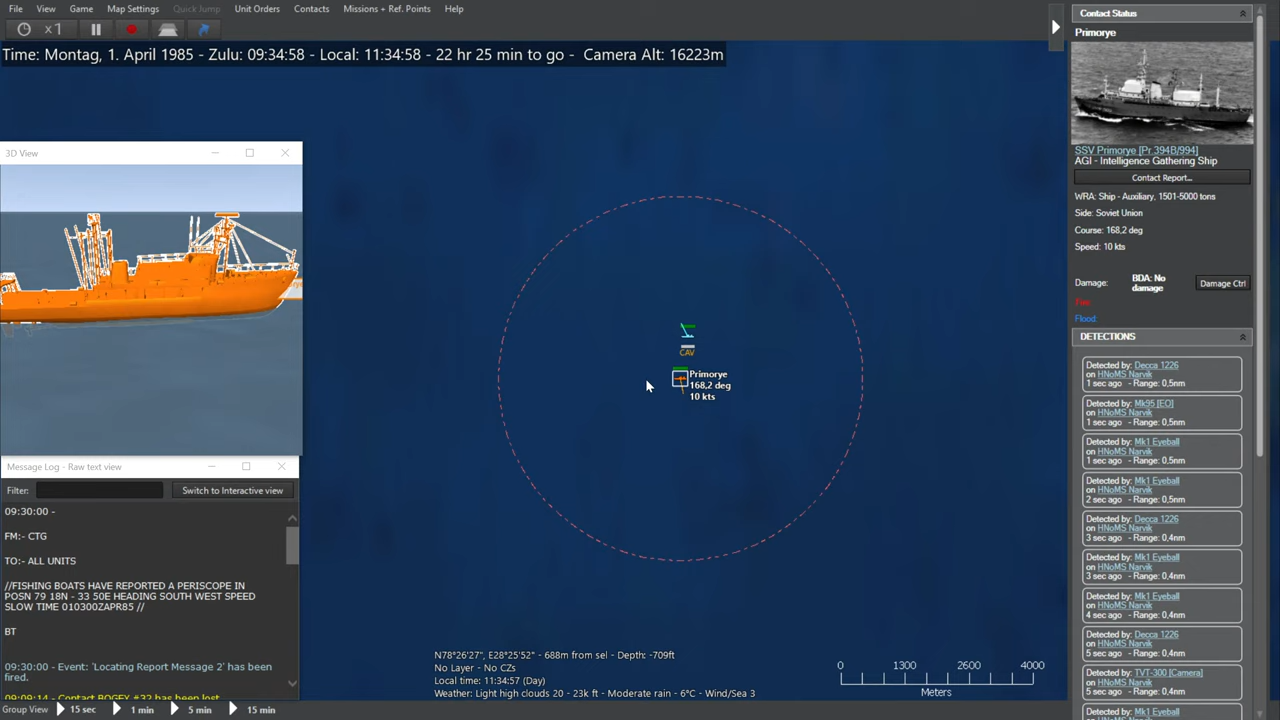 File View Game Map Settings Quick Jump Unit Orders Contacts Missions + Ref. Points Help
x1
Time: Montag, 1. April 1985 - Zulu: 09:34:58 - Local: 11:34:58 - 22 hr 25 min to go - Camera Alt: 16223m
3D View
Message Log - Raw text view
Filter: Switch to Interactive view
09:30:00 -
FM:- CTG
TO:- ALL UNITS
//FISHING BOATS HAVE REPORTED A PERISCOPE IN
POSN 79 18N - 33 50E HEADING SOUTH WEST SPEED
SLOW TIME 010300ZAPR85 //
BT
09:30:00 - Event: 'Locating Report Message 2' has been
fired.
09:09:14 - Contact BOGEY #32 has been lost.
Group View 15 sec 1 min 5 min 15 min
CAV
Primorye
168,2 deg
10 kts
N78°26'27", E28°25'52" - 688m from sel - Depth: -709ft
No Layer - No CZs
Local time: 11:34:57 (Day)
Weather: Light high clouds 20 - 23k ft - Moderate rain - 6°C - Wind/Sea 3
0 1300 2600 4000
Meters
Contact Status
Primorye
SSV Primorye [Pr.394B/994]
AGI - Intelligence Gathering Ship
Contact Report...
WRA: Ship - Auxiliary, 1501-5000 tons
Side: Soviet Union
Course: 168,2 deg
Speed: 10 kts
Damage: BDA: No damage Damage Ctrl
Fire:
Flood:
DETECTIONS
Detected by: Decca 1226
on HNoMS Narvik
1 sec ago - Range: 0,5nm
Detected by: Mk95 [EO]
on HNoMS Narvik
1 sec ago - Range: 0,5nm
Detected by: Mk1 Eyeball
on HNoMS Narvik
1 sec ago - Range: 0,5nm
Detected by: Mk1 Eyeball
on HNoMS Narvik
2 sec ago - Range: 0,5nm
Detected by: Decca 1226
on HNoMS Narvik
3 sec ago - Range: 0,4nm
Detected by: Mk1 Eyeball
on HNoMS Narvik
3 sec ago - Range: 0,4nm
Detected by: Mk1 Eyeball
on HNoMS Narvik
4 sec ago - Range: 0,4nm
Detected by: Decca 1226
on HNoMS Narvik
5 sec ago - Range: 0,4nm
Detected by: TVT-300 [Camera]
on HNoMS Narvik
5 sec ago - Range: 0,4nm
Detected by: Mk1 Eyeball